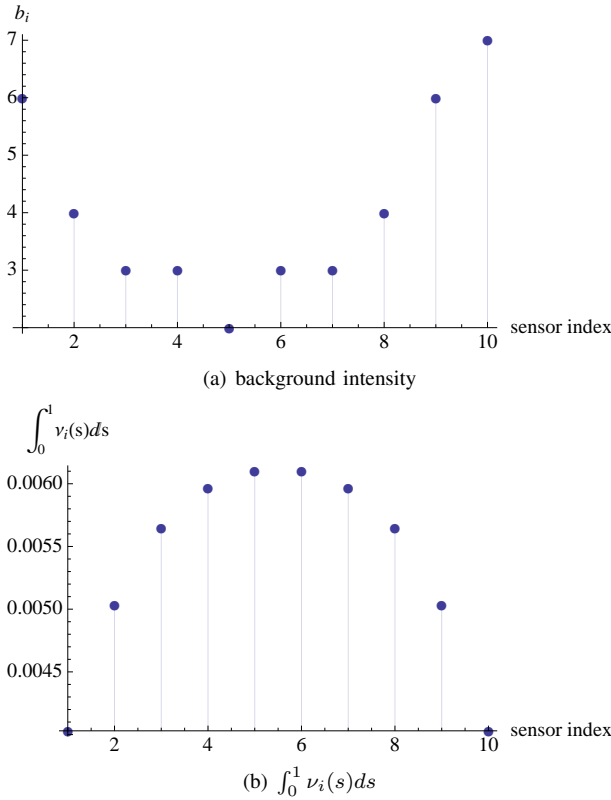 b_i
7
6
5
4
3
2 4 6 8 10 sensor index
(a) background intensity
∫_0^1 ν_i(s)ds
0.0060
0.0055
0.0050
0.0045
2 4 6 8 10 sensor index
(b) ∫_0^1 ν_i(s)ds